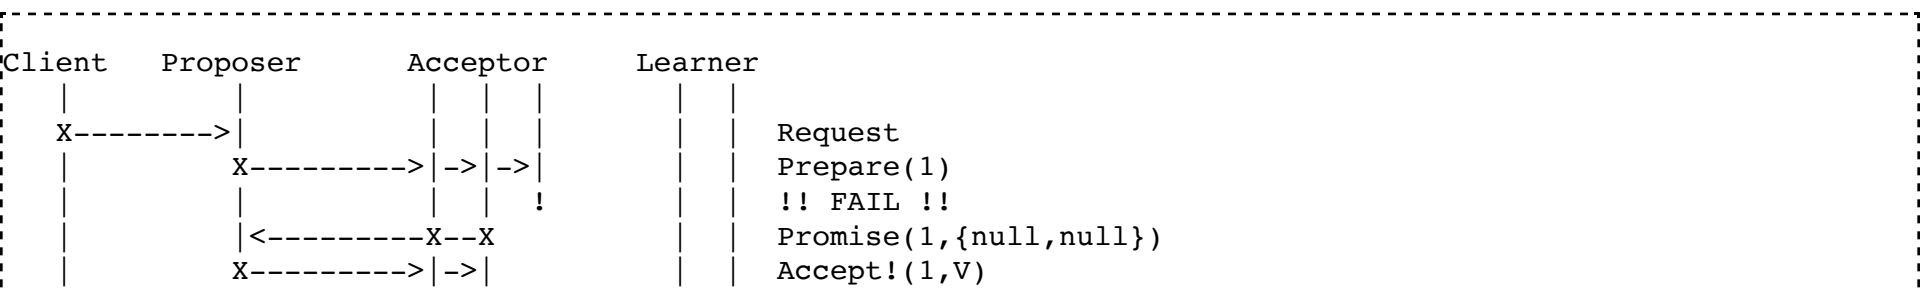 Client   Proposer      Acceptor     Learner
   |         |          |  |  |       |  |
   X-------->|          |  |  |       |  |  Request
   |         X--------->|->|->|       |  |  Prepare(1)
   |         |          |  |  !       |  |  !! FAIL !!
   |         |<---------X--X          |  |  Promise(1,{null,null})
   |         X--------->|->|          |  |  Accept!(1,V)